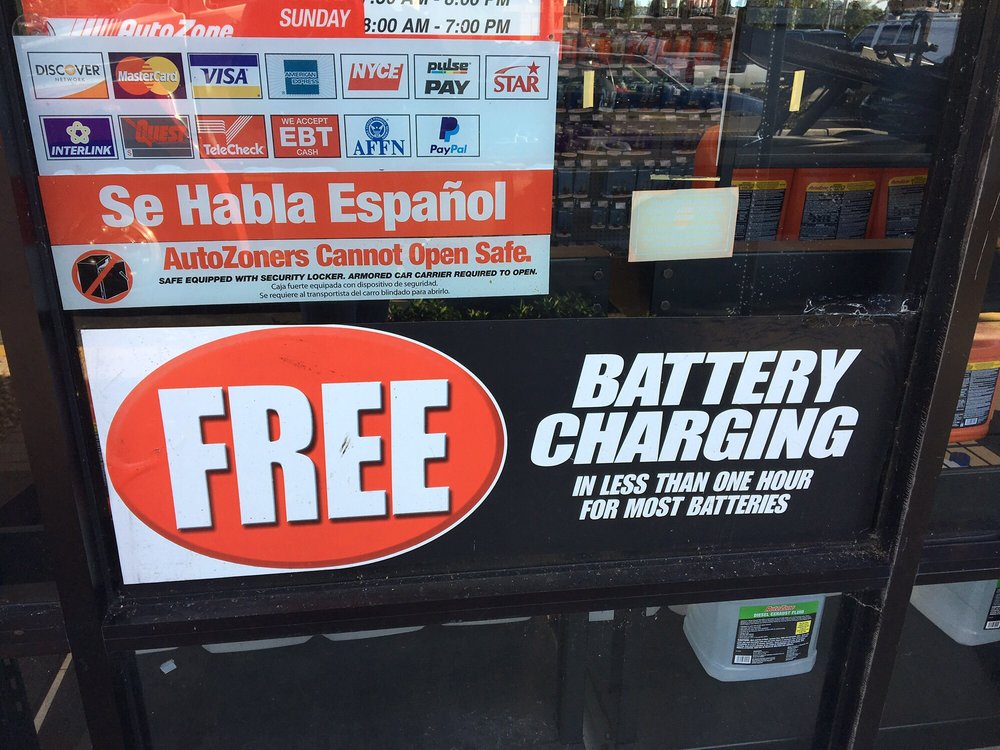 AutoZone
SUNDAY
8:00 AM - 7:00 PM
DISCOVER
NETWORK
MasterCard
VISA
AMERICAN
EXPRESS
NYCE
pulse
PAY
STAR
INTERLINK
QUEST
TeleCheck
WE ACCEPT
EBT
CASH
AFFN
PayPal
Se Habla Español
AutoZoners Cannot Open Safe.
SAFE EQUIPPED WITH SECURITY LOCKER. ARMORED CAR CARRIER REQUIRED TO OPEN.
Caja fuerte equipada con dispositivo de seguridad.
Se requiere al transportista del carro blindado para abrirlo.
FREE
BATTERY
CHARGING
IN LESS THAN ONE HOUR
FOR MOST BATTERIES
AutoZone
DIESEL EXHAUST FLUID